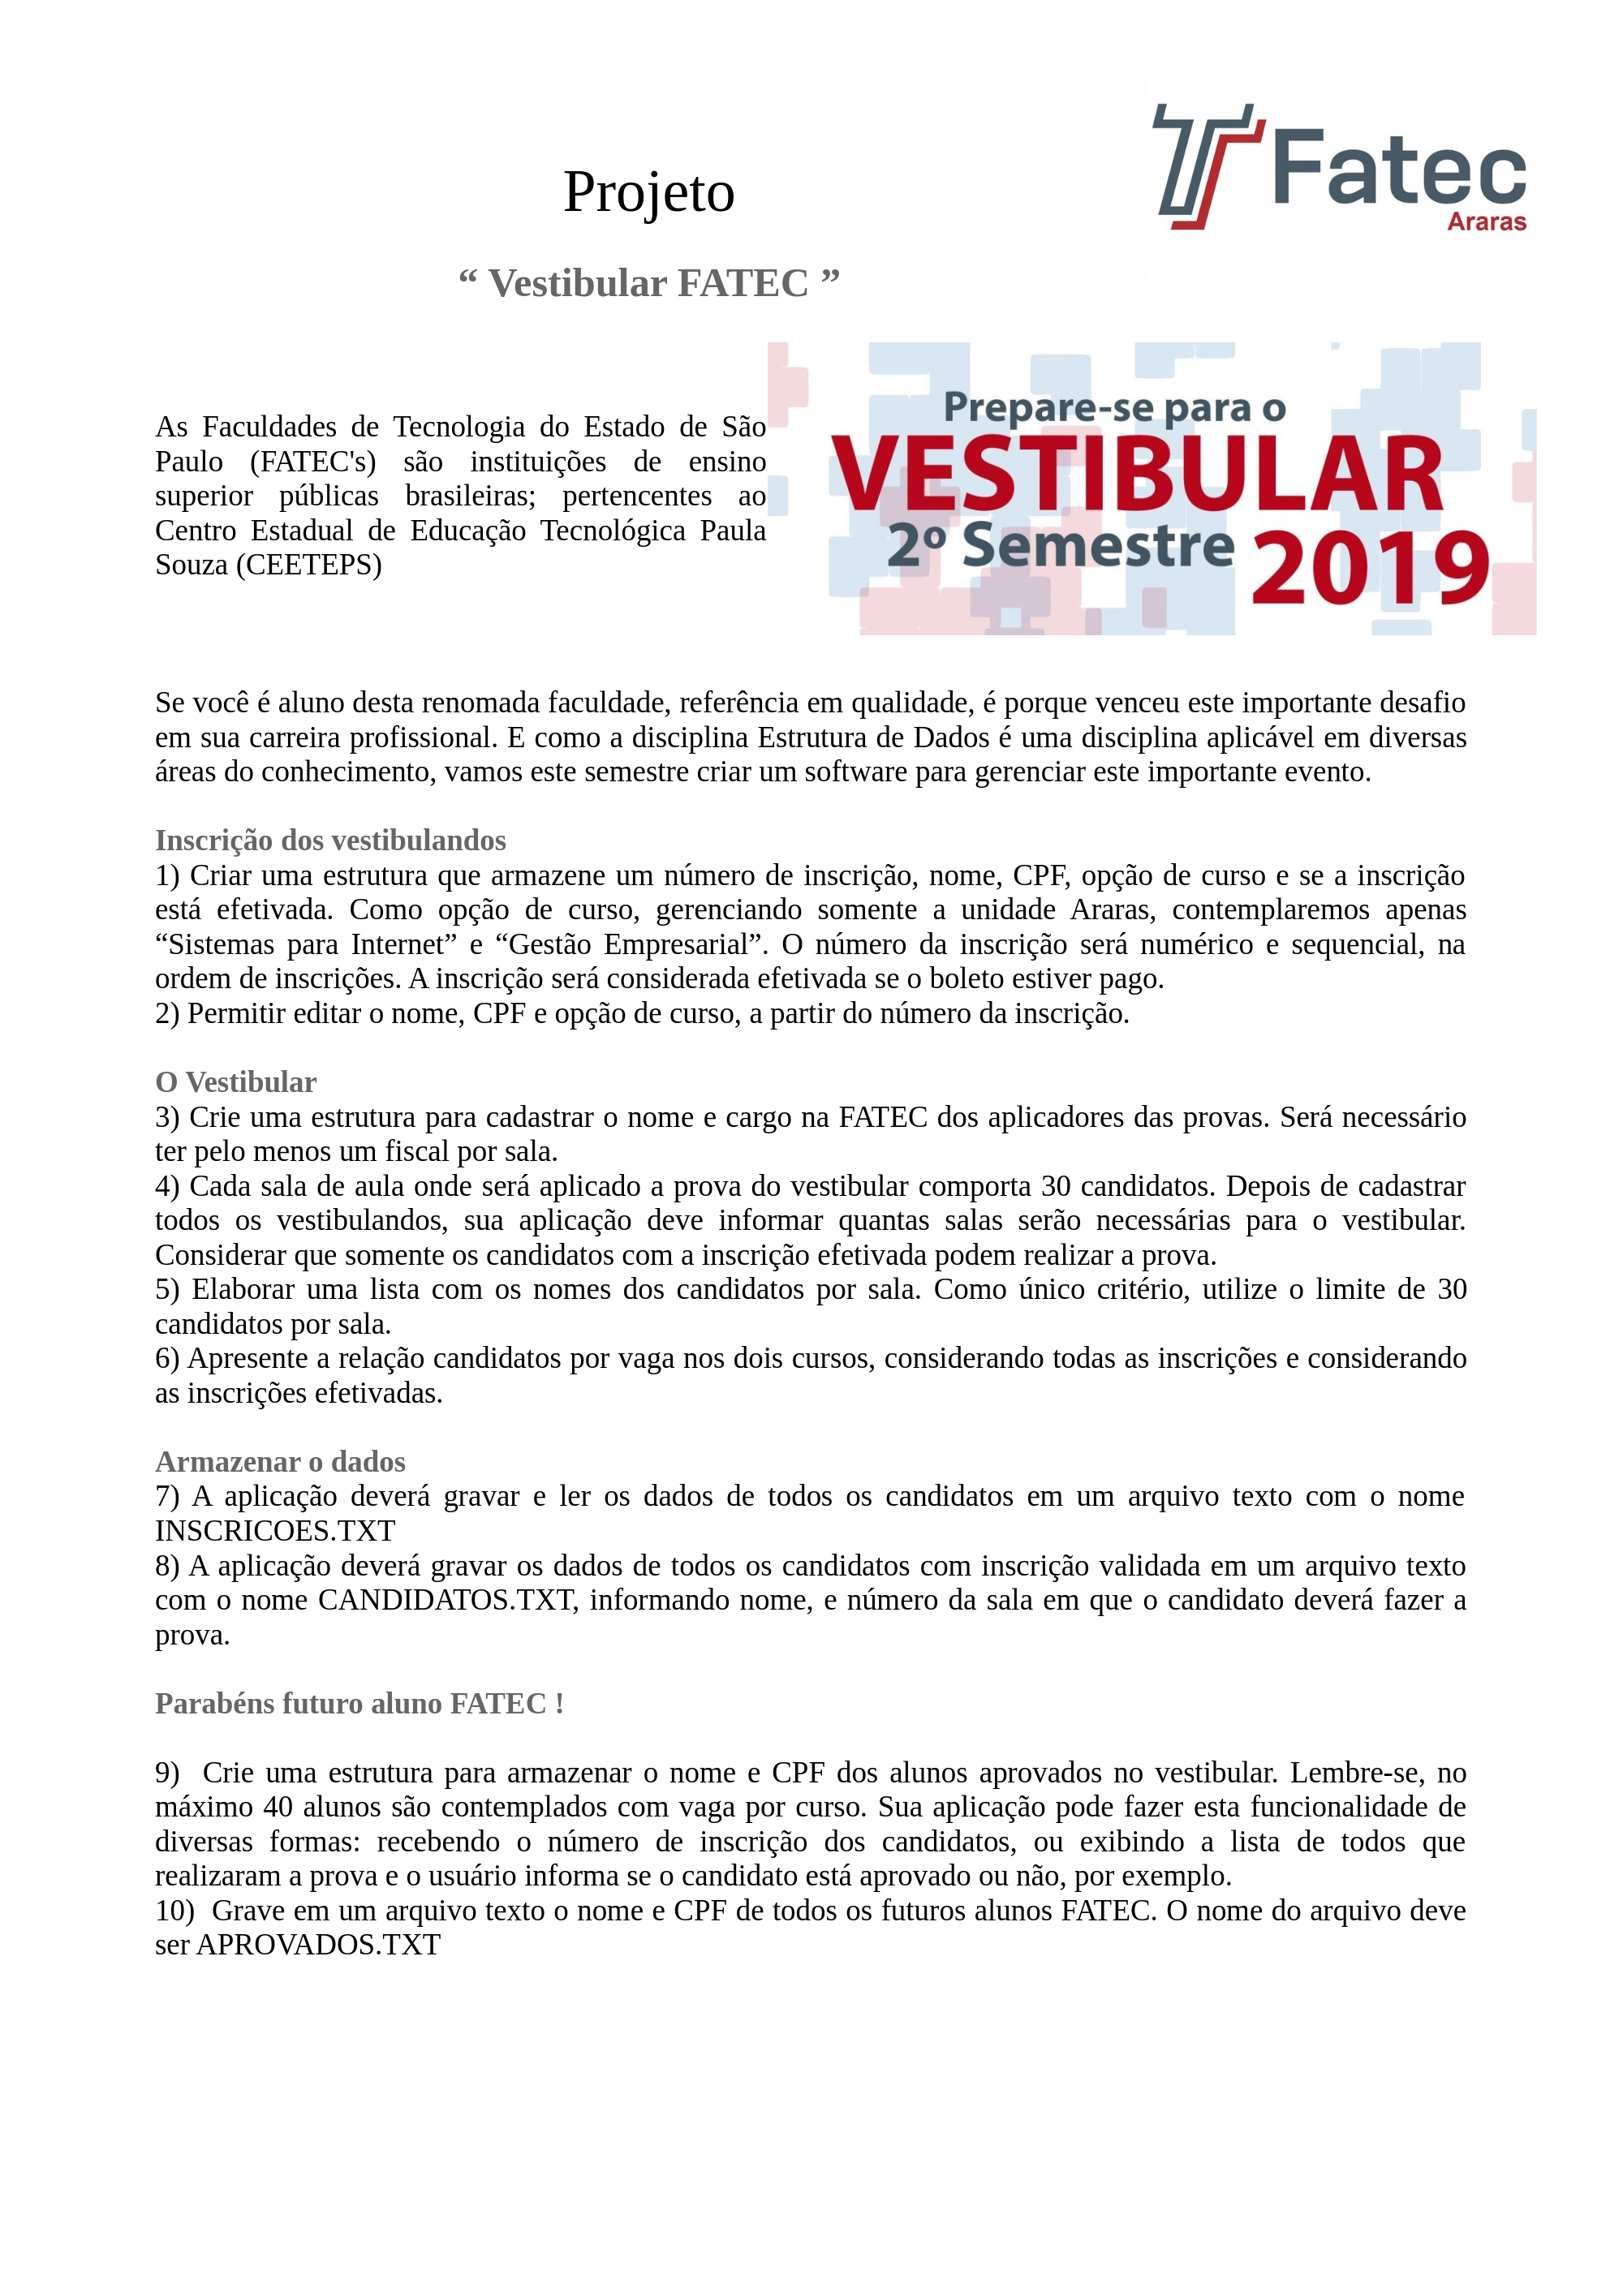 Fatec
Araras
Projeto
“ Vestibular FATEC ”
As Faculdades de Tecnologia do Estado de São
Paulo (FATEC's) são instituições de ensino
superior públicas brasileiras; pertencentes ao
Centro Estadual de Educação Tecnológica Paula
Souza (CEETEPS)
Prepare-se para o
VESTIBULAR
2º Semestre 2019
Se você é aluno desta renomada faculdade, referência em qualidade, é porque venceu este importante desafio
em sua carreira profissional. E como a disciplina Estrutura de Dados é uma disciplina aplicável em diversas
áreas do conhecimento, vamos este semestre criar um software para gerenciar este importante evento.
Inscrição dos vestibulandos
1) Criar uma estrutura que armazene um número de inscrição, nome, CPF, opção de curso e se a inscrição
está efetivada. Como opção de curso, gerenciando somente a unidade Araras, contemplaremos apenas
“Sistemas para Internet” e “Gestão Empresarial”. O número da inscrição será numérico e sequencial, na
ordem de inscrições. A inscrição será considerada efetivada se o boleto estiver pago.
2) Permitir editar o nome, CPF e opção de curso, a partir do número da inscrição.
O Vestibular
3) Crie uma estrutura para cadastrar o nome e cargo na FATEC dos aplicadores das provas. Será necessário
ter pelo menos um fiscal por sala.
4) Cada sala de aula onde será aplicado a prova do vestibular comporta 30 candidatos. Depois de cadastrar
todos os vestibulandos, sua aplicação deve informar quantas salas serão necessárias para o vestibular.
Considerar que somente os candidatos com a inscrição efetivada podem realizar a prova.
5) Elaborar uma lista com os nomes dos candidatos por sala. Como único critério, utilize o limite de 30
candidatos por sala.
6) Apresente a relação candidatos por vaga nos dois cursos, considerando todas as inscrições e considerando
as inscrições efetivadas.
Armazenar o dados
7) A aplicação deverá gravar e ler os dados de todos os candidatos em um arquivo texto com o nome
INSCRICOES.TXT
8) A aplicação deverá gravar os dados de todos os candidatos com inscrição validada em um arquivo texto
com o nome CANDIDATOS.TXT, informando nome, e número da sala em que o candidato deverá fazer a
prova.
Parabéns futuro aluno FATEC !
9) Crie uma estrutura para armazenar o nome e CPF dos alunos aprovados no vestibular. Lembre-se, no
máximo 40 alunos são contemplados com vaga por curso. Sua aplicação pode fazer esta funcionalidade de
diversas formas: recebendo o número de inscrição dos candidatos, ou exibindo a lista de todos que
realizaram a prova e o usuário informa se o candidato está aprovado ou não, por exemplo.
10) Grave em um arquivo texto o nome e CPF de todos os futuros alunos FATEC. O nome do arquivo deve
ser APROVADOS.TXT